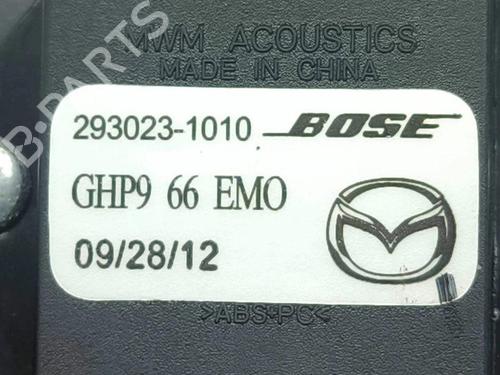 MWM ACOUSTICS
MADE IN CHINA
293023-1010 BOSE
GHP9 66 EMO
09/28/12
>ABS-PC<
B-PARTS